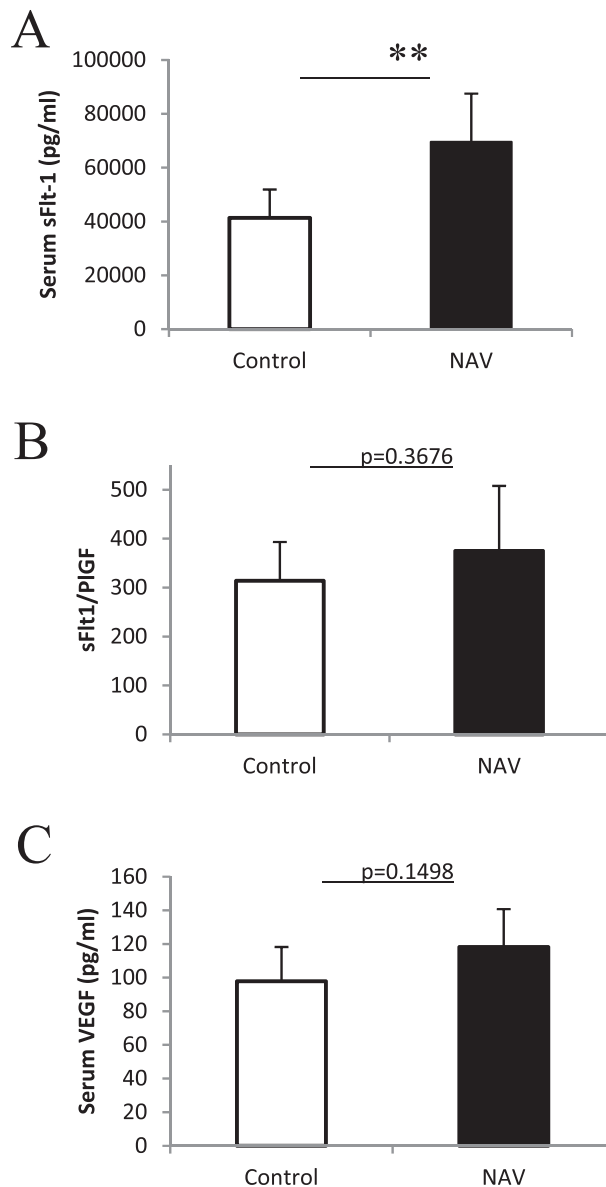 A
Serum sFlt-1 (pg/ml)
100000
80000
60000
40000
20000
0
**
Control
NAV
B
sFlt1/PlGF
500
400
300
200
100
0
p=0.3676
Control
NAV
C
Serum VEGF (pg/ml)
160
140
120
100
80
60
40
20
0
p=0.1498
Control
NAV